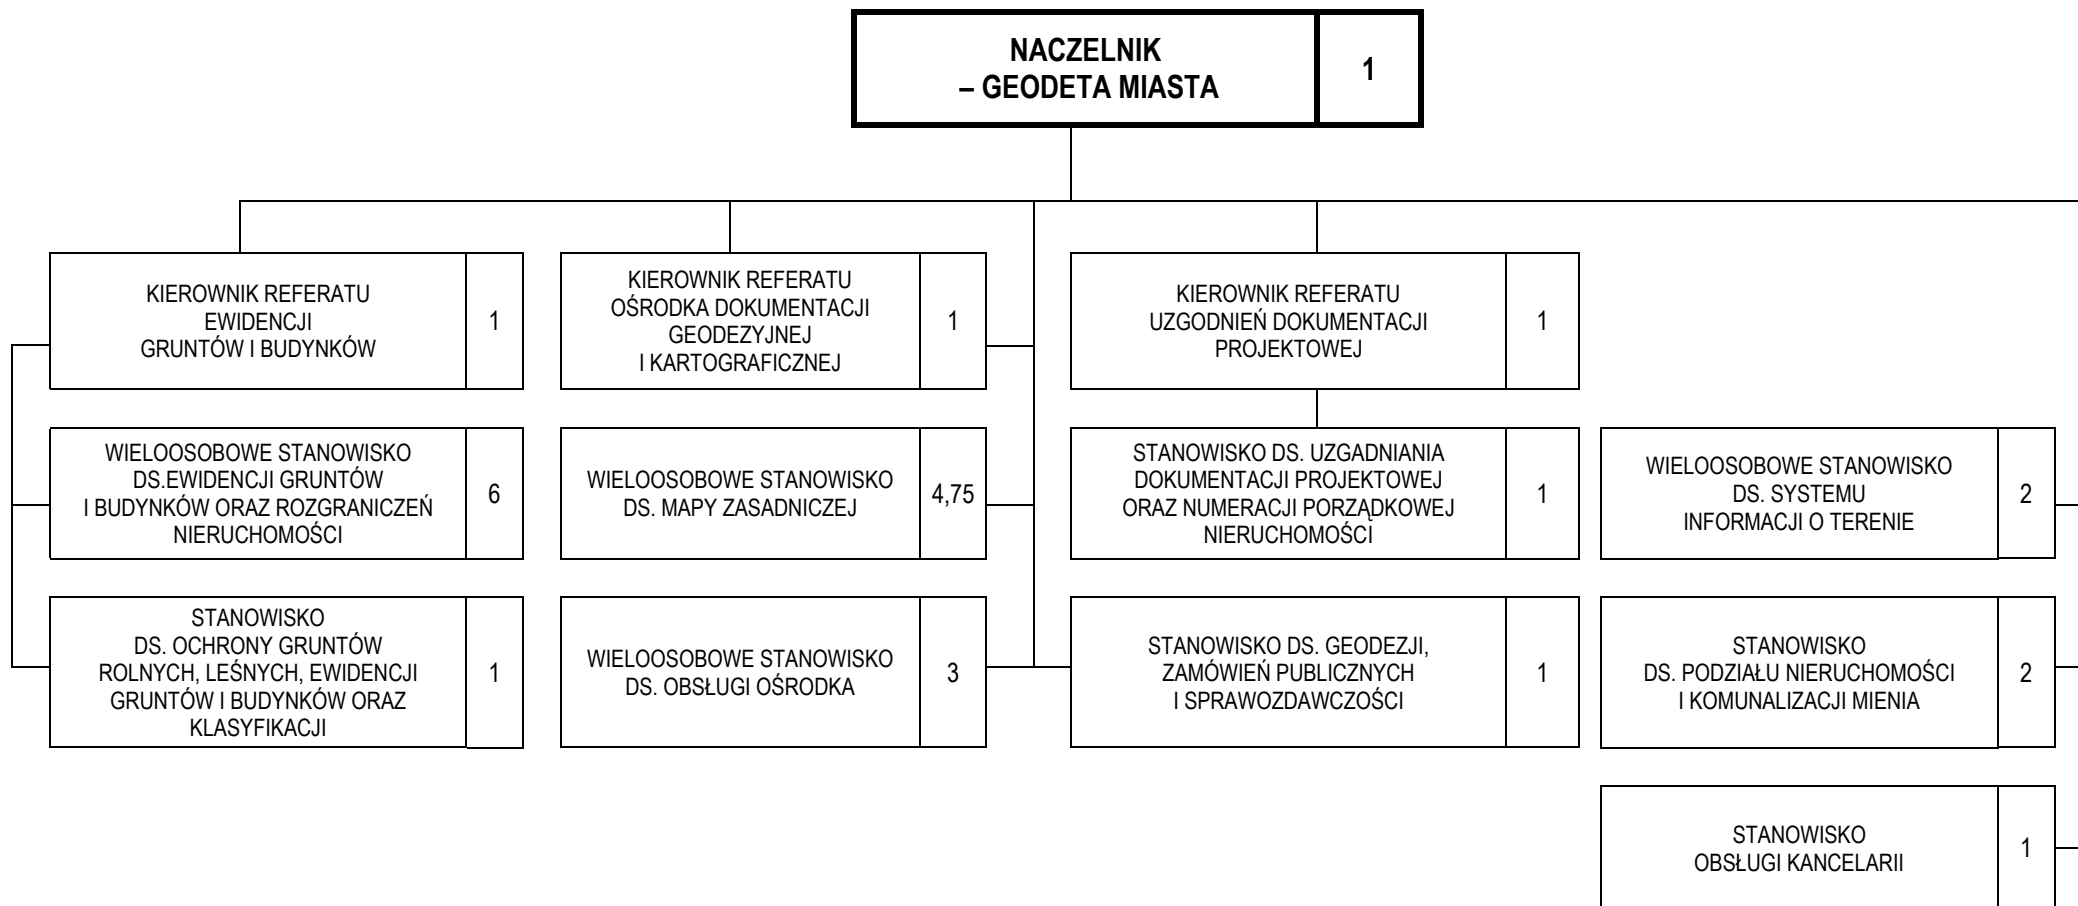 NACZELNIK
– GEODETA MIASTA
1
KIEROWNIK REFERATU
EWIDENCJI
GRUNTÓW I BUDYNKÓW
1
KIEROWNIK REFERATU
OŚRODKA DOKUMENTACJI
GEODEZYJNEJ
I KARTOGRAFICZNEJ
1
KIEROWNIK REFERATU
UZGODNIEŃ DOKUMENTACJI
PROJEKTOWEJ
1
WIELOOSOBOWE STANOWISKO
DS.EWIDENCJI GRUNTÓW
I BUDYNKÓW ORAZ ROZGRANICZEŃ
NIERUCHOMOŚCI
6
WIELOOSOBOWE STANOWISKO
DS. MAPY ZASADNICZEJ
4,75
STANOWISKO DS. UZGADNIANIA
DOKUMENTACJI PROJEKTOWEJ
ORAZ NUMERACJI PORZĄDKOWEJ
NIERUCHOMOŚCI
1
WIELOOSOBOWE STANOWISKO
DS. SYSTEMU
INFORMACJI O TERENIE
2
STANOWISKO
DS. OCHRONY GRUNTÓW
ROLNYCH, LEŚNYCH, EWIDENCJI
GRUNTÓW I BUDYNKÓW ORAZ
KLASYFIKACJI
1
WIELOOSOBOWE STANOWISKO
DS. OBSŁUGI OŚRODKA
3
STANOWISKO DS. GEODEZJI,
ZAMÓWIEŃ PUBLICZNYCH
I SPRAWOZDAWCZOŚCI
1
STANOWISKO
DS. PODZIAŁU NIERUCHOMOŚCI
I KOMUNALIZACJI MIENIA
2
STANOWISKO
OBSŁUGI KANCELARII
1